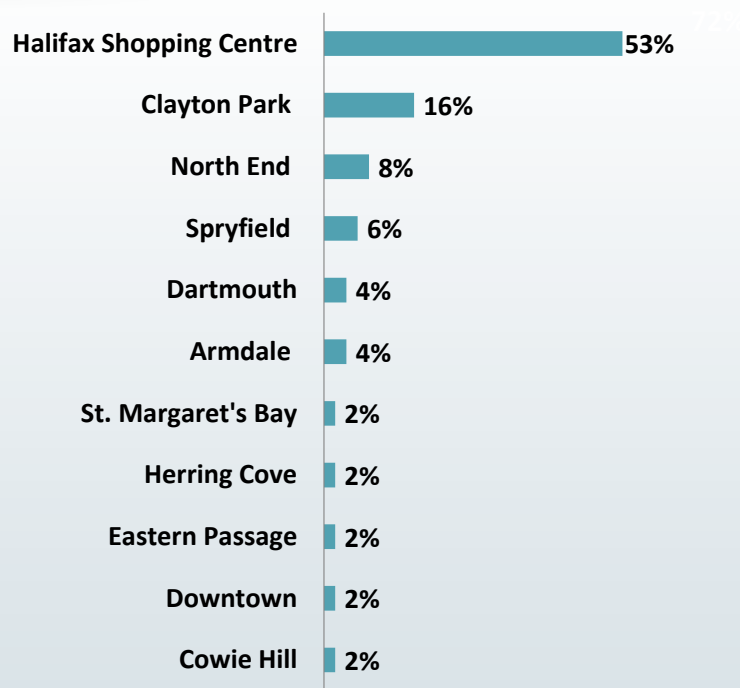 Halifax Shopping Centre 53%
Clayton Park 16%
North End 8%
Spryfield 6%
Dartmouth 4%
Armdale 4%
St. Margaret's Bay 2%
Herring Cove 2%
Eastern Passage 2%
Downtown 2%
Cowie Hill 2%